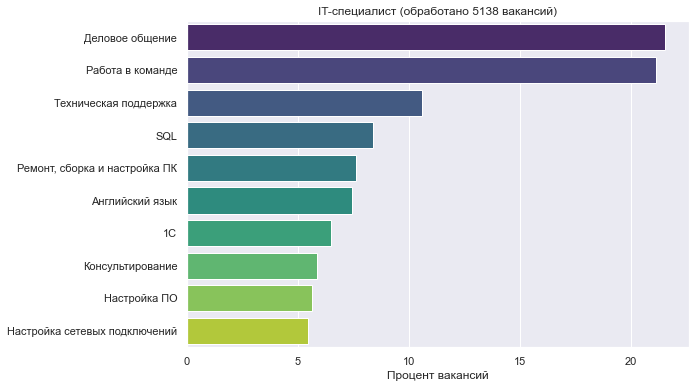 IT-специалист (обработано 5138 вакансий)
Деловое общение
Работа в команде
Техническая поддержка
SQL
Ремонт, сборка и настройка ПК
Английский язык
1С
Консультирование
Настройка ПО
Настройка сетевых подключений
0 5 10 15 20
Процент вакансий